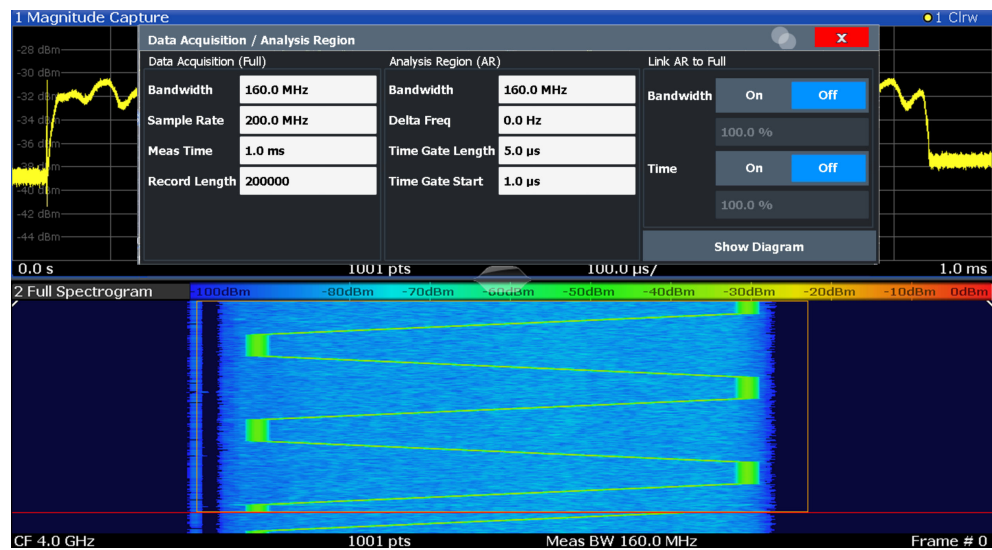 1 Magnitude Capture
1 Clrw
-28 dBm
-30 dBm
-32 dBm
-34 dBm
-36 dBm
-38 dBm
-40 dBm
-42 dBm
-44 dBm
Data Acquisition / Analysis Region
X
Data Acquisition (Full)
Bandwidth 160.0 MHz
Sample Rate 200.0 MHz
Meas Time 1.0 ms
Record Length 200000
Analysis Region (AR)
Bandwidth 160.0 MHz
Delta Freq 0.0 Hz
Time Gate Length 5.0 µs
Time Gate Start 1.0 µs
Link AR to Full
Bandwidth On Off
100.0 %
Time On Off
100.0 %
Show Diagram
0.0 s 1001 pts 100.0 µs/ 1.0 ms
2 Full Spectrogram -100dBm -80dBm -70dBm -60dBm -50dBm -40dBm -30dBm -20dBm -10dBm 0dBm
CF 4.0 GHz 1001 pts Meas BW 160.0 MHz Frame # 0